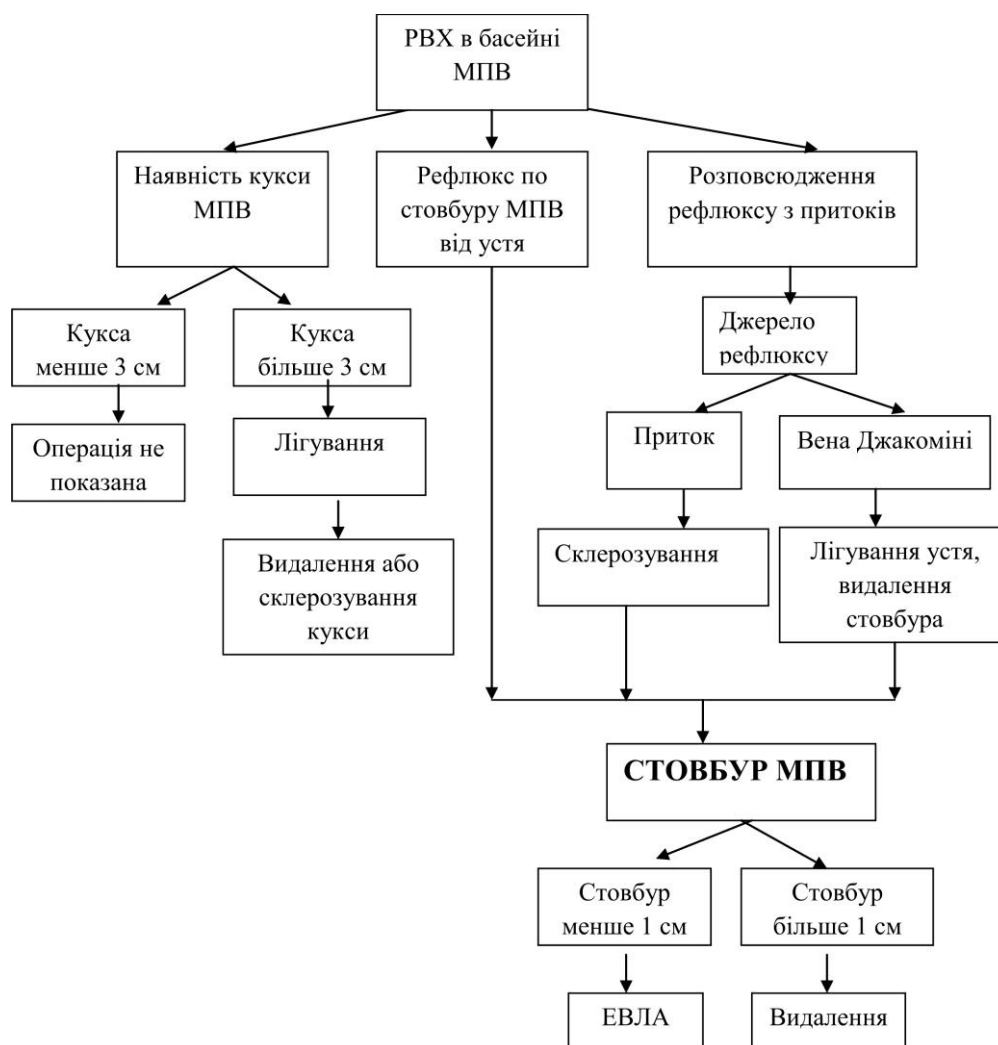 РВХ в басейні
МПВ
Наявність кукси
МПВ
Рефлюкс по
стовбуру МПВ
від устя
Розповсюдження
рефлюксу з притоків
Кукса
менше 3 см
Кукса
більше 3 см
Джерело
рефлюксу
Операція не
показана
Лігування
Приток
Вена Джакоміні
Видалення або
склерозування
кукси
Склерозування
Лігування устя,
видалення
стовбура
СТОВБУР МПВ
Стовбур
менше 1 см
Стовбур
більше 1 см
ЕВЛА
Видалення